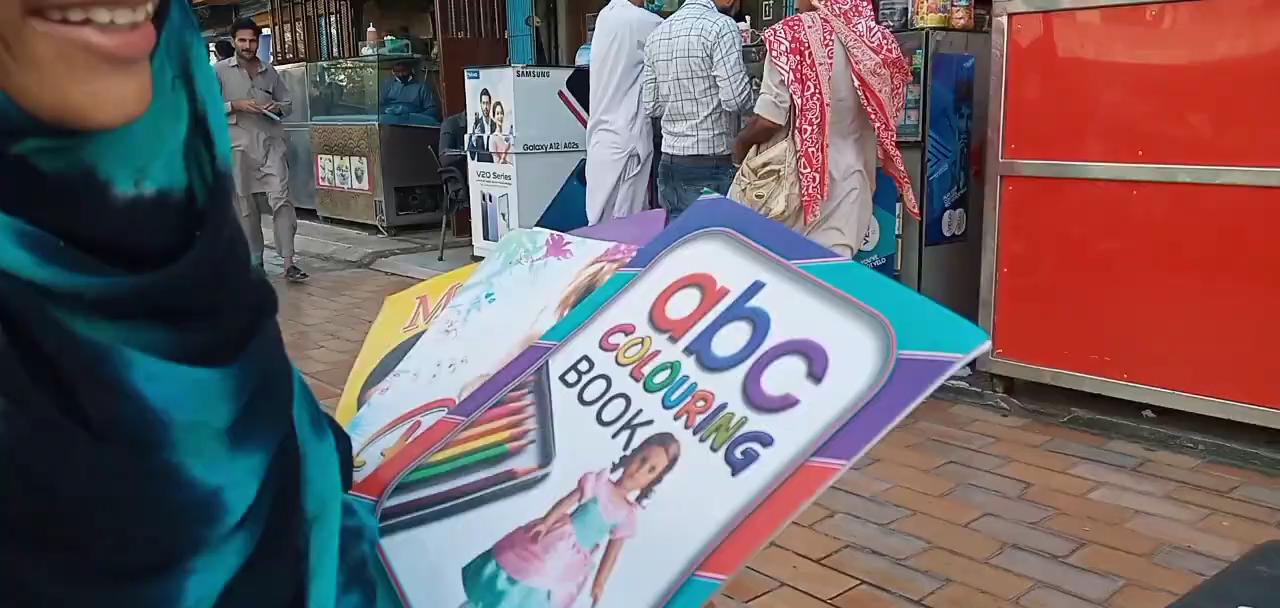 SAMSUNG
Galaxy A12 | A02s
V20 Series
abc
COLOURING
BOOK